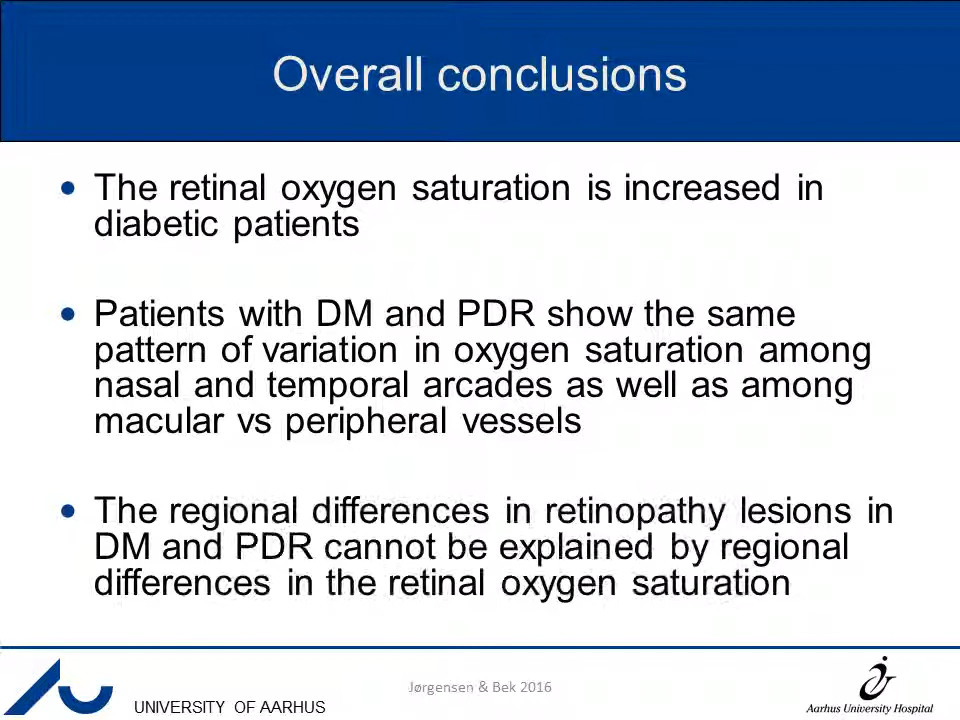 Overall conclusions
The retinal oxygen saturation is increased in
diabetic patients
Patients with DM and PDR show the same
pattern of variation in oxygen saturation among
nasal and temporal arcades as well as among
macular vs peripheral vessels
The regional differences in retinopathy lesions in
DM and PDR cannot be explained by regional
differences in the retinal oxygen saturation
Jørgensen & Bek 2016
UNIVERSITY OF AARHUS
Aarhus University Hospital